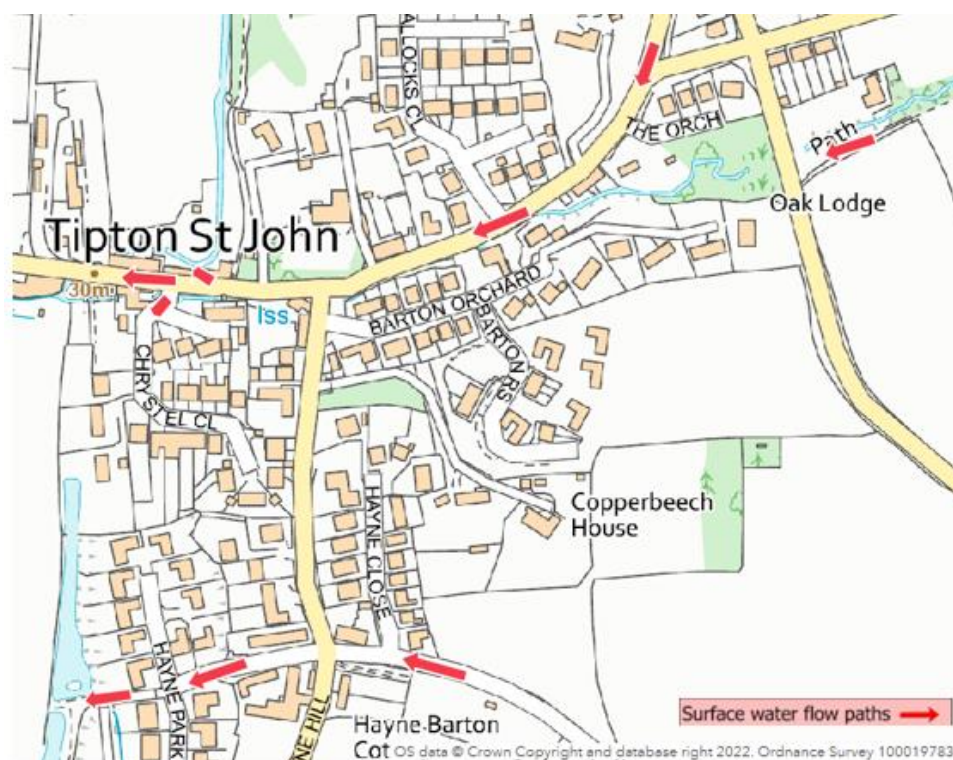 ALLOCKS C
THE ORCH
Path
Oak Lodge
Tipton St John
30m
Iss
BARTON ORCHARD
BARTON RS
CHRYSTEL CL
Copperbeech
House
HAYNE CLOSE
HAYNE PARK
NE HILL
Hayne Barton
Cot
Surface water flow paths
OS data © Crown Copyright and database right 2022. Ordnance Survey 100019783